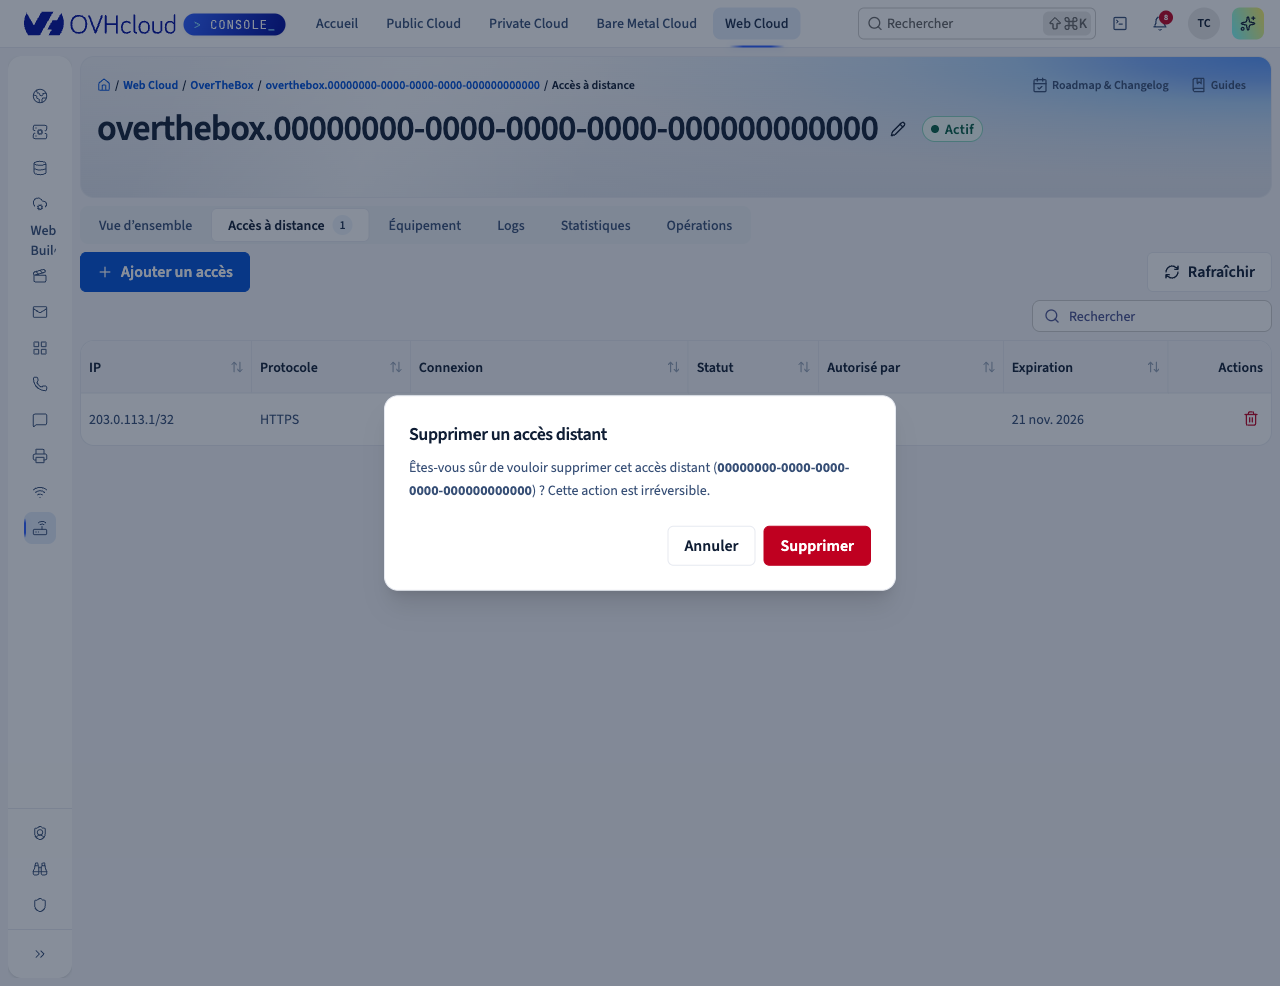 OVHcloud
> CONSOLE_
Accueil
Public Cloud
Private Cloud
Bare Metal Cloud
Web Cloud
Rechercher
⇧⌘K
8
TC
/ Web Cloud / OverTheBox / overthebox.00000000-0000-0000-0000-000000000000 / Accès à distance
Roadmap & Changelog
Guides
overthebox.00000000-0000-0000-0000-000000000000
Actif
Vue d'ensemble
Accès à distance 1
Équipement
Logs
Statistiques
Opérations
Web
Ajouter un accès
Rafraîchir
Rechercher
IP
Protocole
Connexion
Statut
Autorisé par
Expiration
Actions
203.0.113.1/32
HTTPS
21 nov. 2026
Supprimer un accès distant
Êtes-vous sûr de vouloir supprimer cet accès distant (00000000-0000-0000-
0000-000000000000) ? Cette action est irréversible.
Annuler
Supprimer